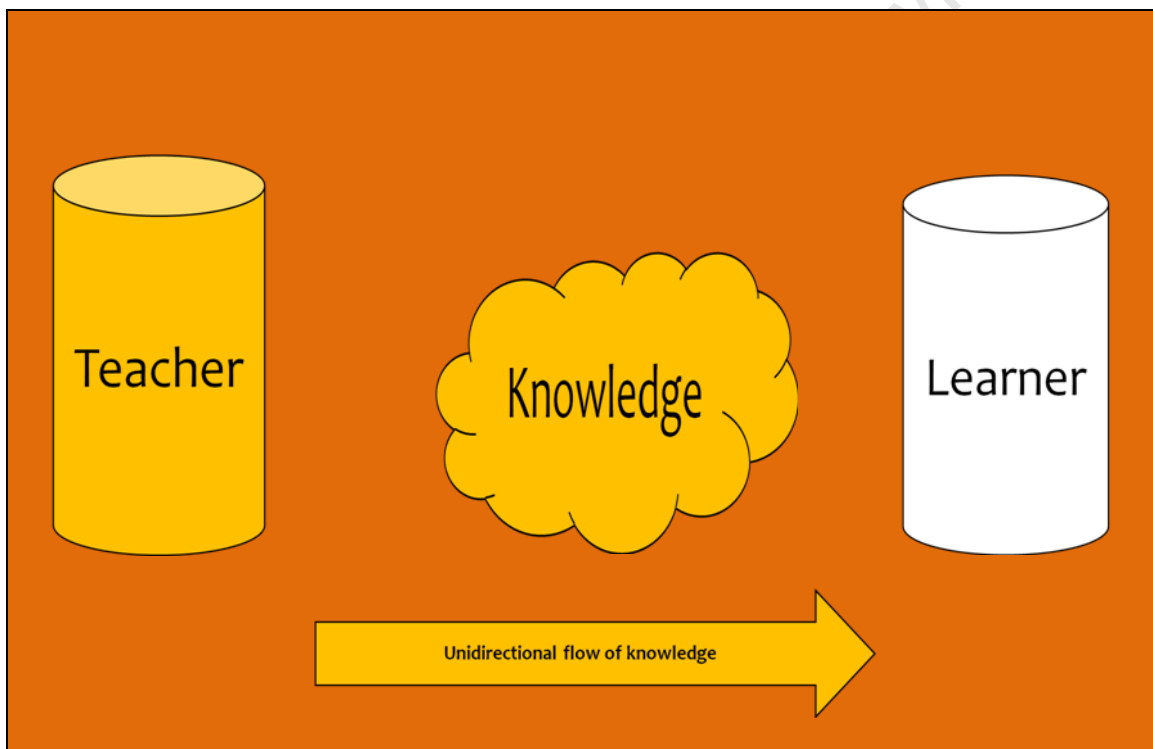 Teacher
Knowledge
Learner
Unidirectional flow of knowledge